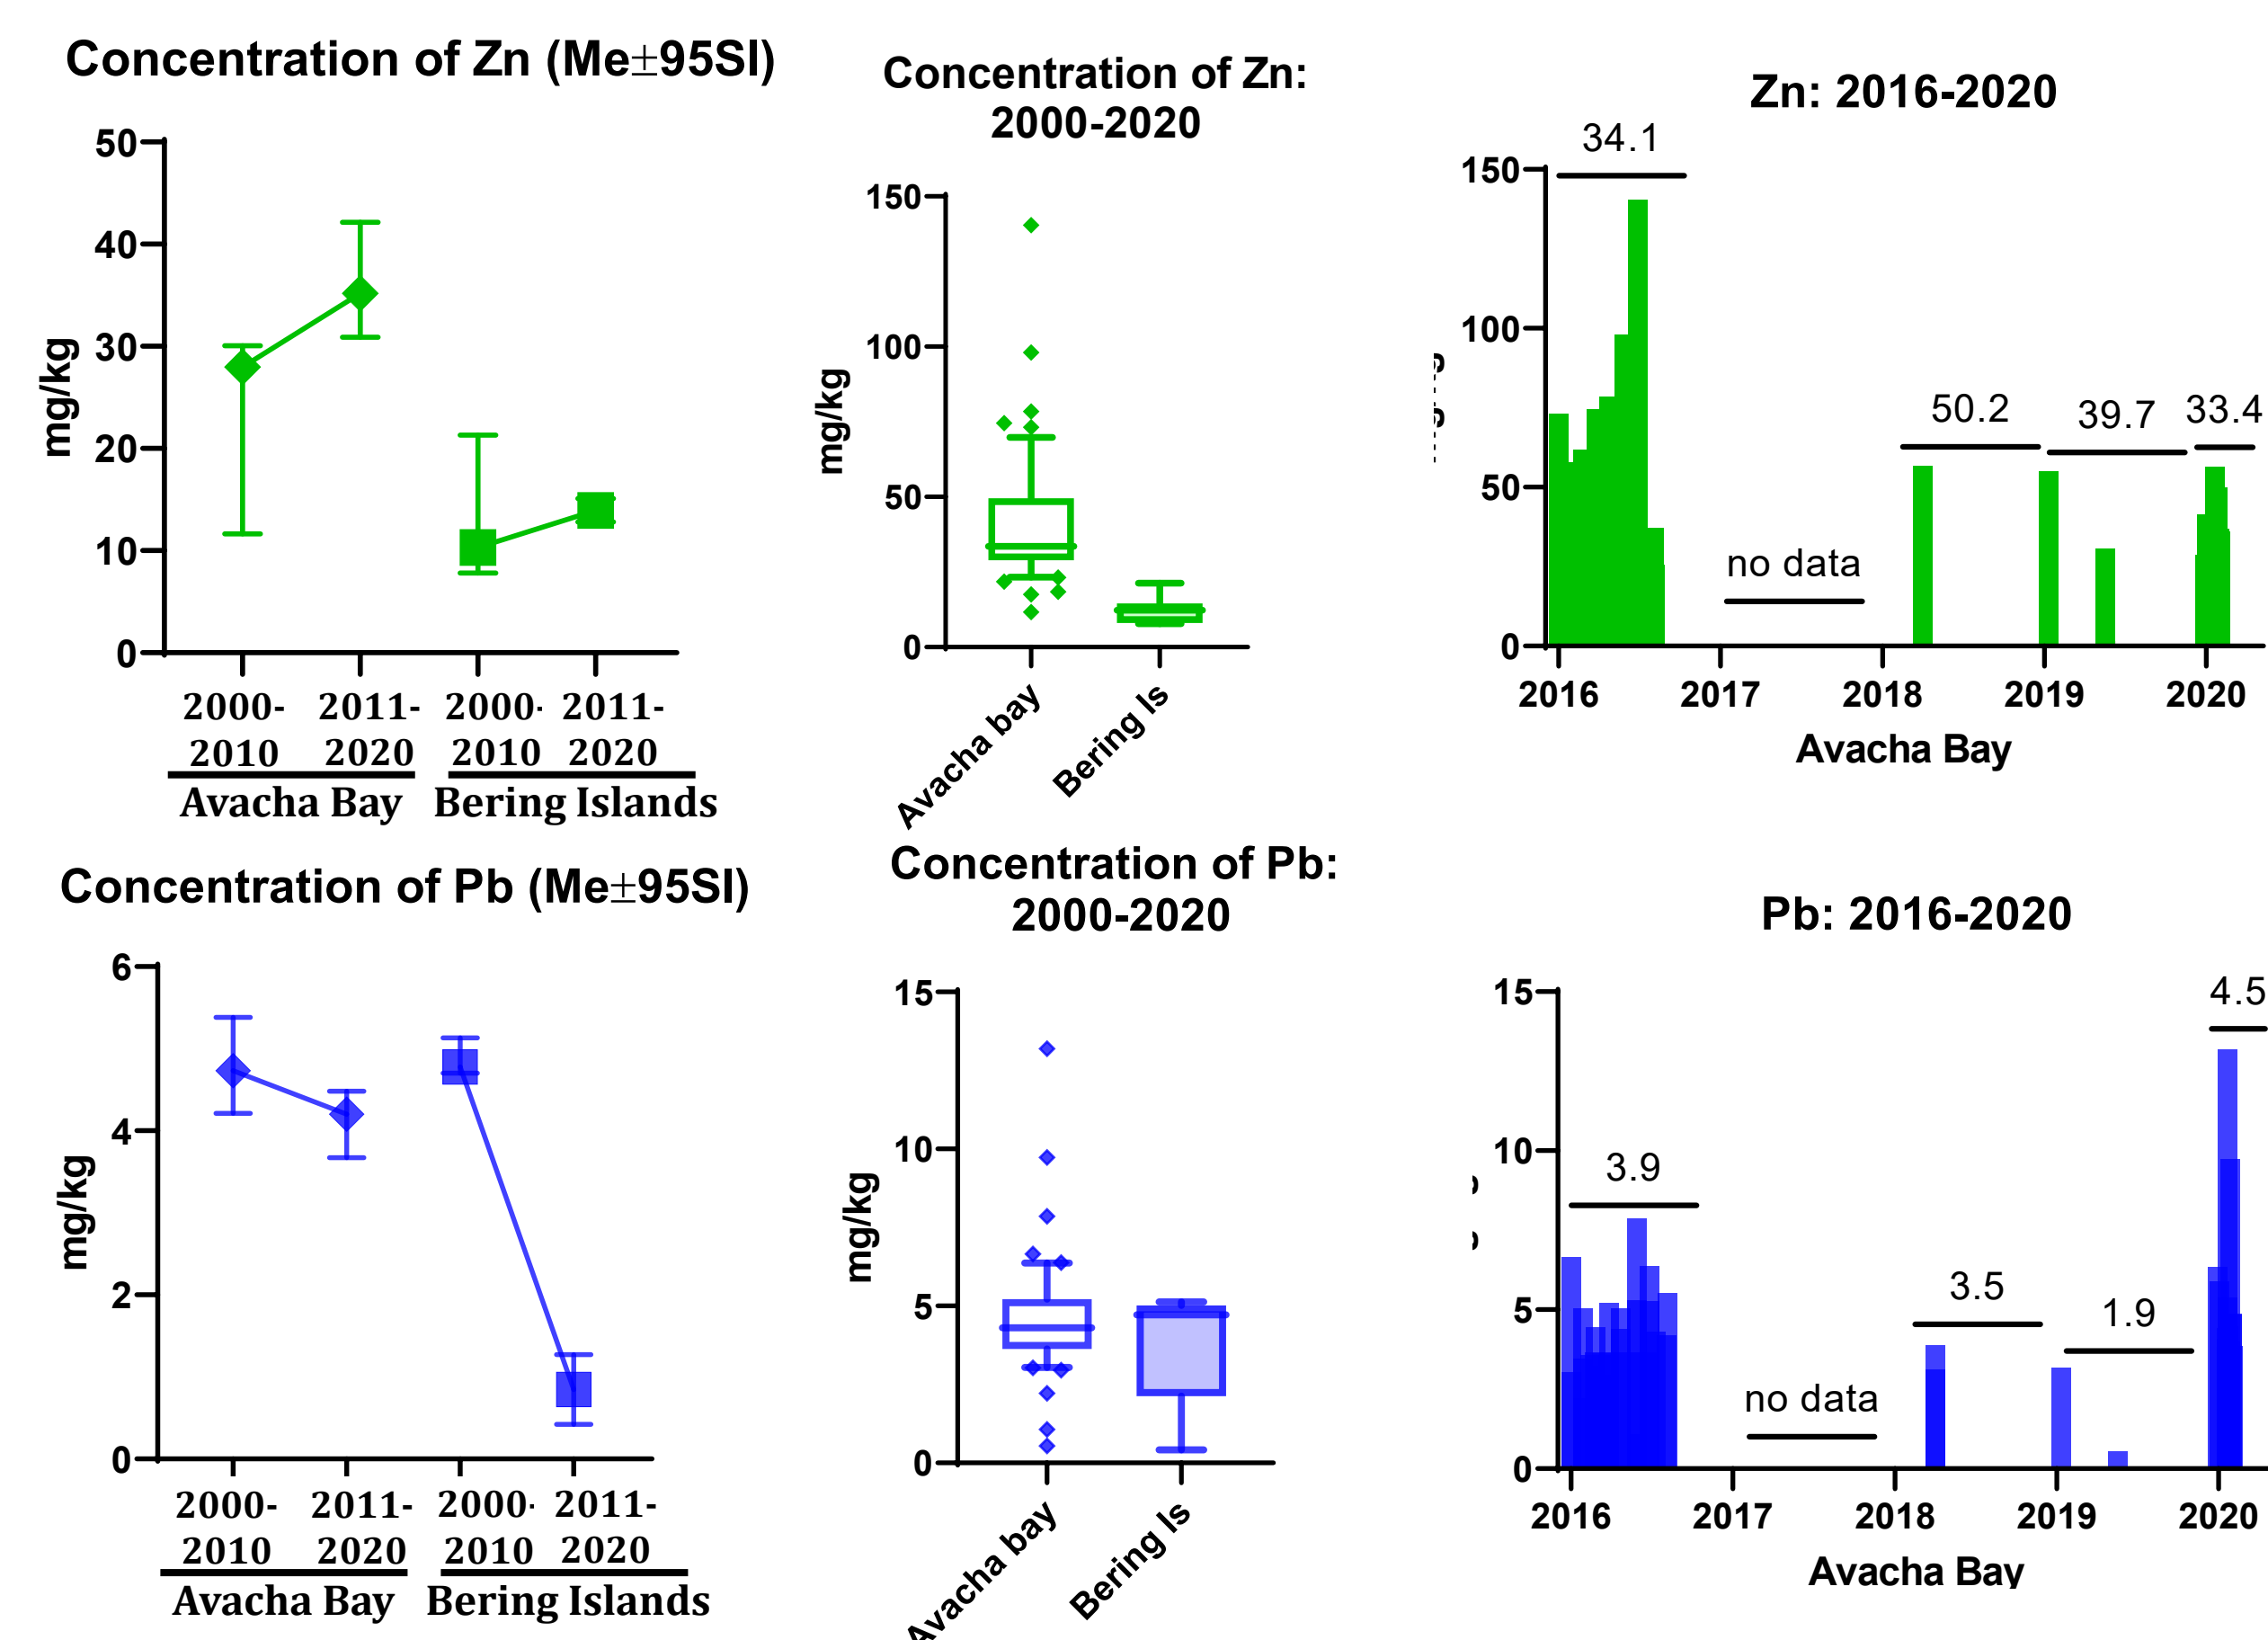 Concentration of Zn (Me±95SI)
50
40
30
20
10
0
mg/kg
2000-
2010
2011-
2020
2000-
2010
2011-
2020
Avacha Bay
Bering Islands
Concentration of Zn:
2000-2020
150
100
50
0
mg/kg
Avacha bay
Bering Is
Zn: 2016-2020
34.1
150
100
50
0
50.2
39.7
33.4
no data
2016
2017
2018
2019
2020
Avacha Bay
Concentration of Pb (Me±95SI)
6
4
2
0
mg/kg
2000-
2010
2011-
2020
2000-
2010
2011-
2020
Avacha Bay
Bering Islands
Concentration of Pb:
2000-2020
15
10
5
0
mg/kg
Avacha bay
Bering Is
Pb: 2016-2020
15
10
5
0
4.5
3.9
3.5
1.9
no data
2016
2017
2018
2019
2020
Avacha Bay